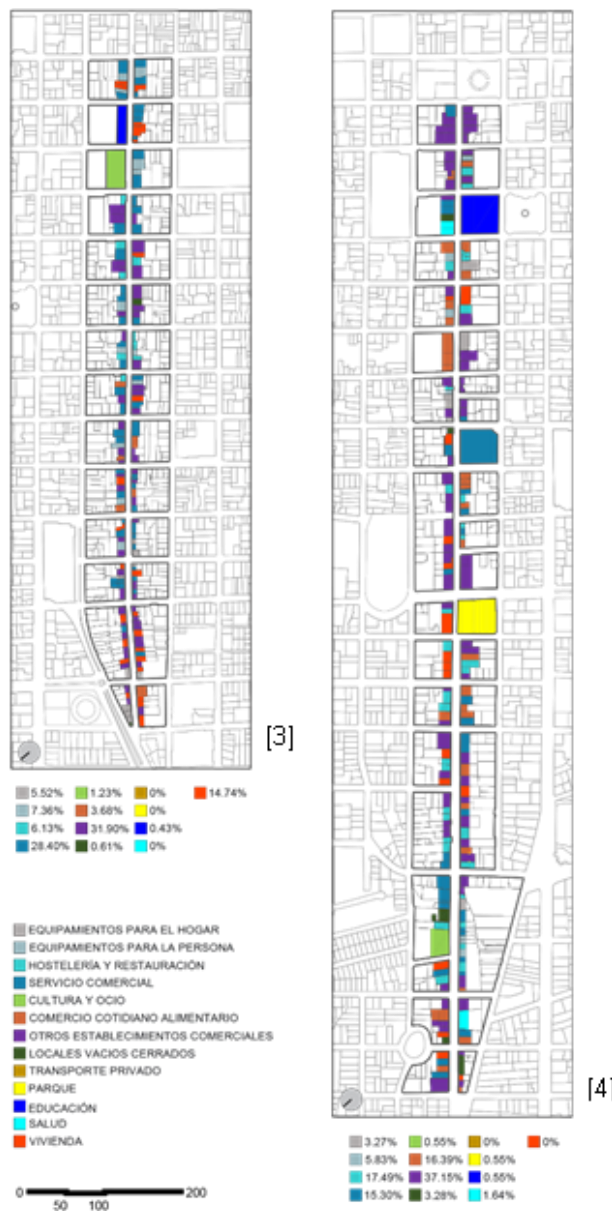 [3]
5.52% 1.23% 0% 14.74%
7.36% 3.68% 0%
6.13% 31.90% 0.43%
28.40% 0.61% 0%
EQUIPAMIENTOS PARA EL HOGAR
EQUIPAMIENTOS PARA LA PERSONA
HOSTELERÍA Y RESTAURACIÓN
SERVICIO COMERCIAL
CULTURA Y OCIO
COMERCIO COTIDIANO ALIMENTARIO
OTROS ESTABLECIMIENTOS COMERCIALES
LOCALES VACIOS CERRADOS
TRANSPORTE PRIVADO
PARQUE
EDUCACIÓN
SALUD
VIVIENDA
0 50 100 200
[4]
3.27% 0.55% 0% 0%
5.83% 16.39% 0.55%
17.49% 37.15% 0.55%
15.30% 3.28% 1.64%